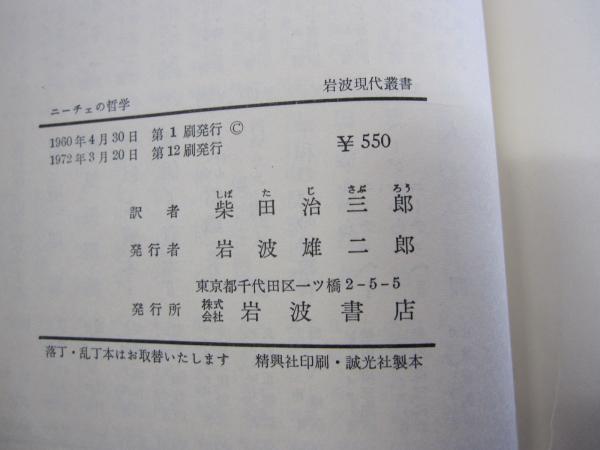 岩波現代叢書
ニーチェの哲学
1960年4月30日 第1刷発行 ©
1972年3月20日 第12刷発行
¥550
しば た じ さぶ ろう
訳者 柴田治三郎
発行者 岩波雄二郎
東京都千代田区一ツ橋2-5-5
発行所 株式会社 岩波書店
落丁・乱丁本はお取替いたします 精興社印刷・誠光社製本